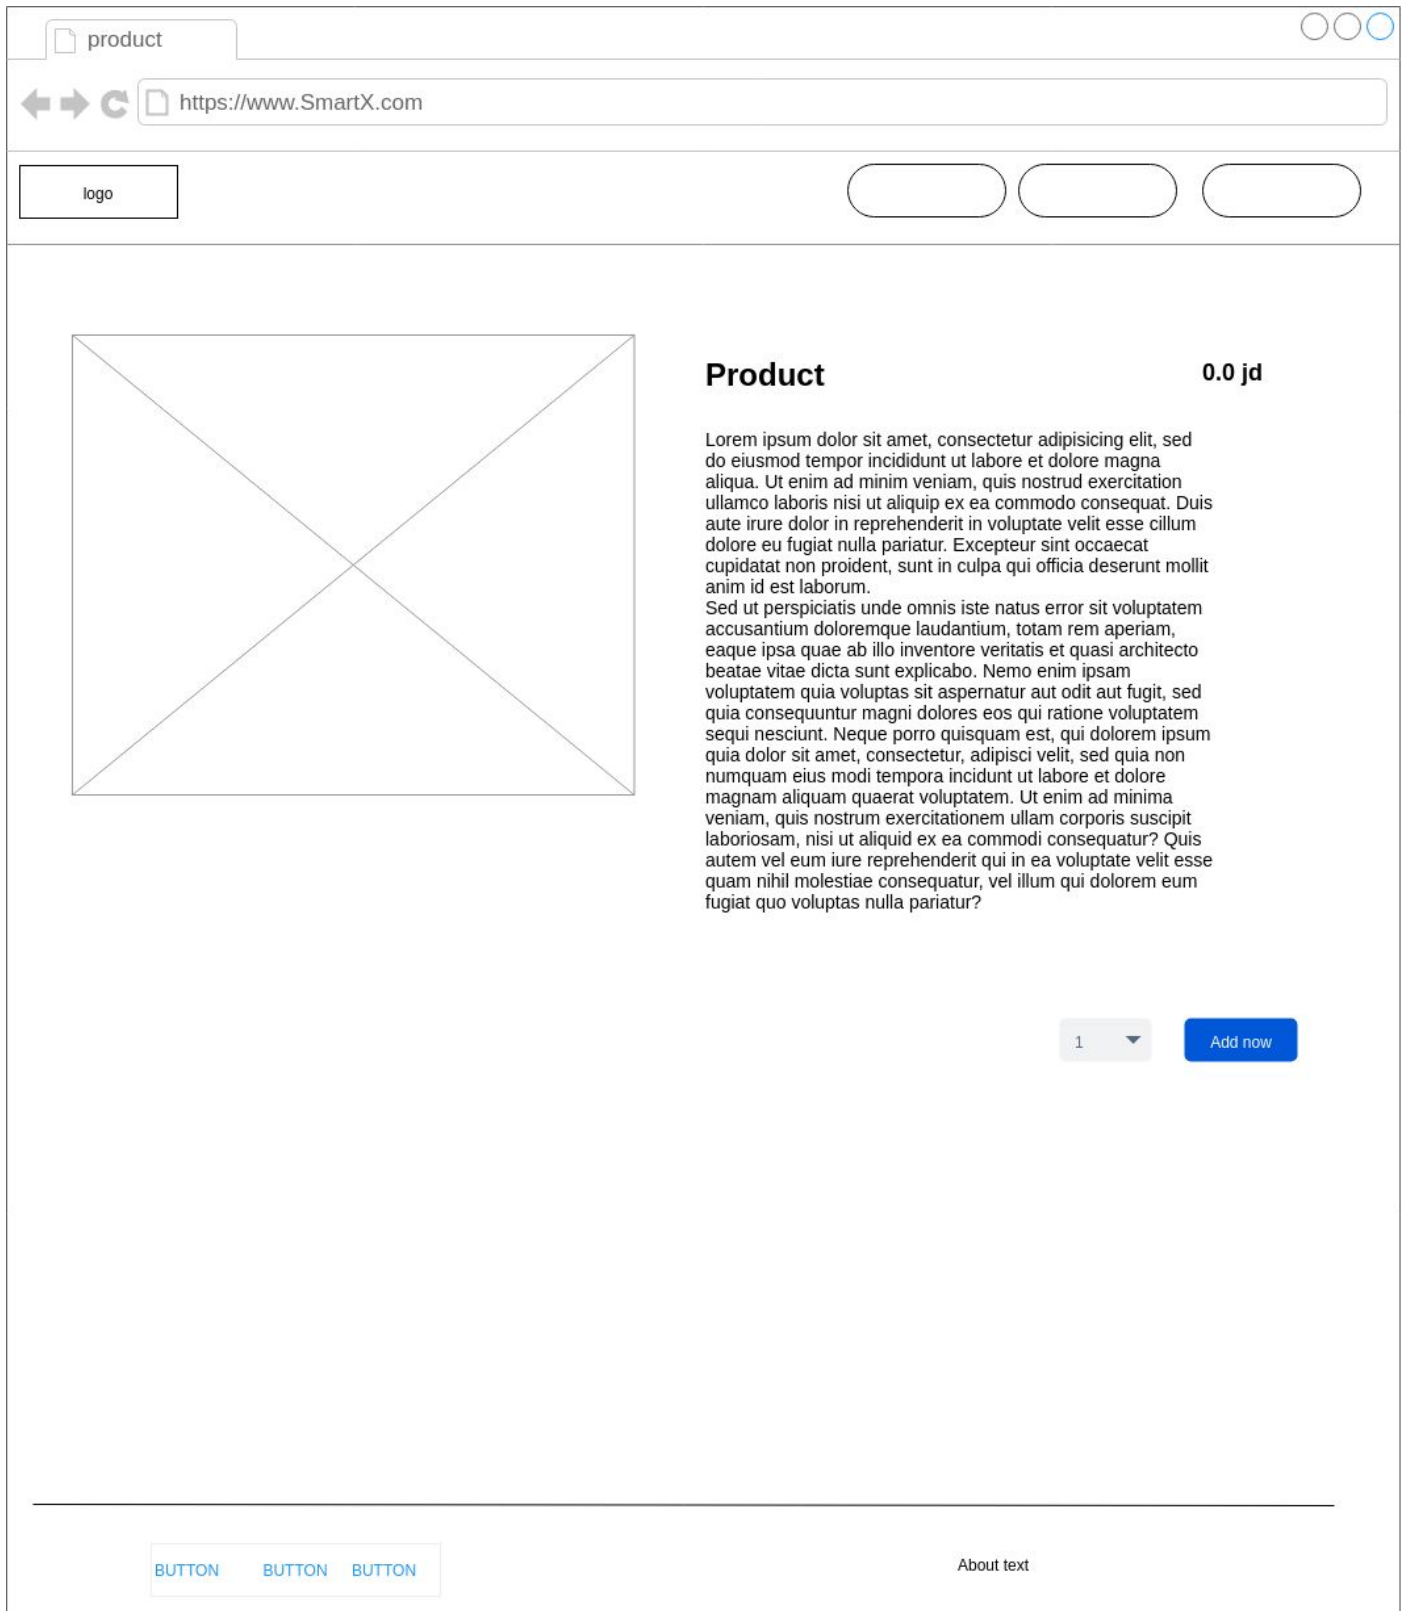 product
https://www.SmartX.com
logo
Product
0.0 jd
Lorem ipsum dolor sit amet, consectetur adipisicing elit, sed
do eiusmod tempor incididunt ut labore et dolore magna
aliqua. Ut enim ad minim veniam, quis nostrud exercitation
ullamco laboris nisi ut aliquip ex ea commodo consequat. Duis
aute irure dolor in reprehenderit in voluptate velit esse cillum
dolore eu fugiat nulla pariatur. Excepteur sint occaecat
cupidatat non proident, sunt in culpa qui officia deserunt mollit
anim id est laborum.
Sed ut perspiciatis unde omnis iste natus error sit voluptatem
accusantium doloremque laudantium, totam rem aperiam,
eaque ipsa quae ab illo inventore veritatis et quasi architecto
beatae vitae dicta sunt explicabo. Nemo enim ipsam
voluptatem quia voluptas sit aspernatur aut odit aut fugit, sed
quia consequuntur magni dolores eos qui ratione voluptatem
sequi nesciunt. Neque porro quisquam est, qui dolorem ipsum
quia dolor sit amet, consectetur, adipisci velit, sed quia non
numquam eius modi tempora incidunt ut labore et dolore
magnam aliquam quaerat voluptatem. Ut enim ad minima
veniam, quis nostrum exercitationem ullam corporis suscipit
laboriosam, nisi ut aliquid ex ea commodi consequatur? Quis
autem vel eum iure reprehenderit qui in ea voluptate velit esse
quam nihil molestiae consequatur, vel illum qui dolorem eum
fugiat quo voluptas nulla pariatur?
1
Add now
BUTTON BUTTON BUTTON
About text